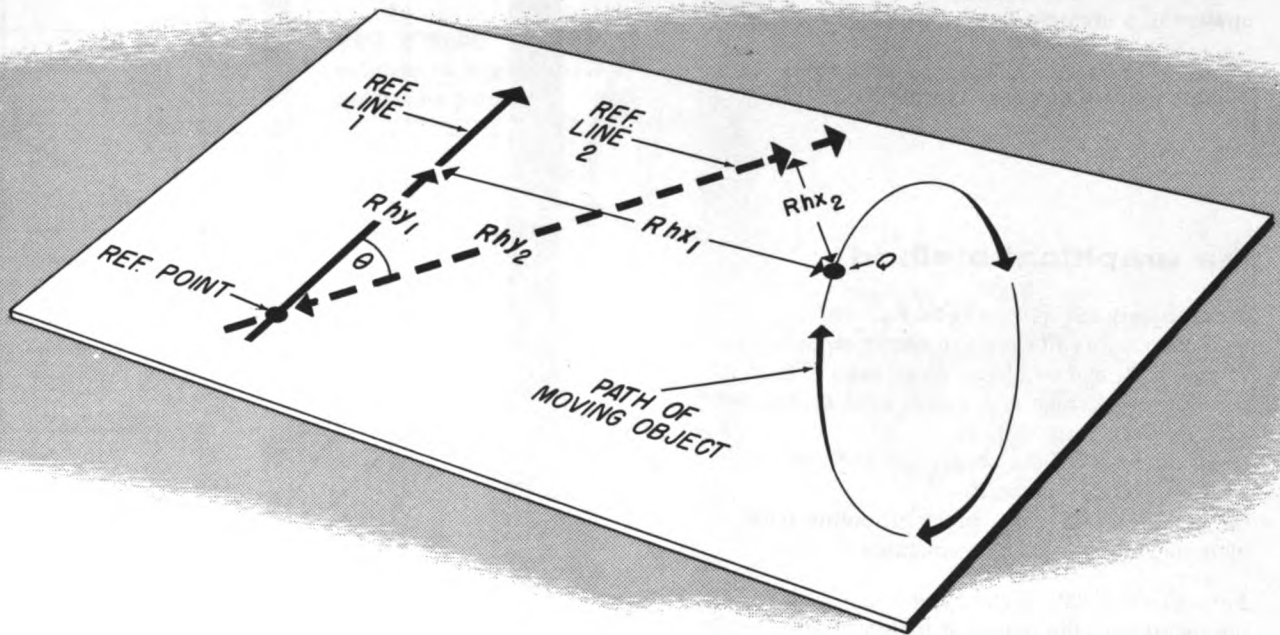 REF.
LINE
1
REF.
LINE
2
Rhy₁
Rhy₂
Rhx₁
Rhx₂
θ
REF. POINT
Q
PATH OF
MOVING OBJECT